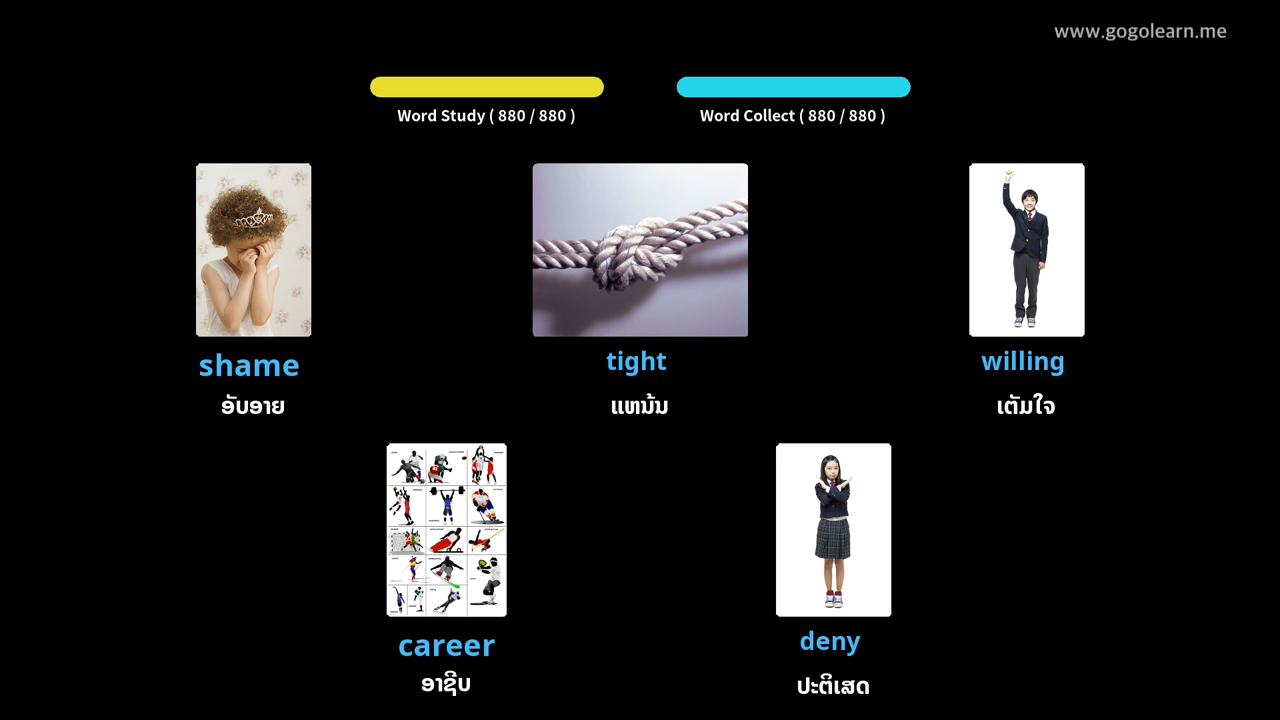 www.gogolearn.me
Word Study ( 880 / 880 )
Word Collect ( 880 / 880 )
shame
tight
willing
ອັບອາຍ
ແຫນ້ນ
ເຕັມໃຈ
career
deny
ອາຊີບ
ປະຕິເສດ